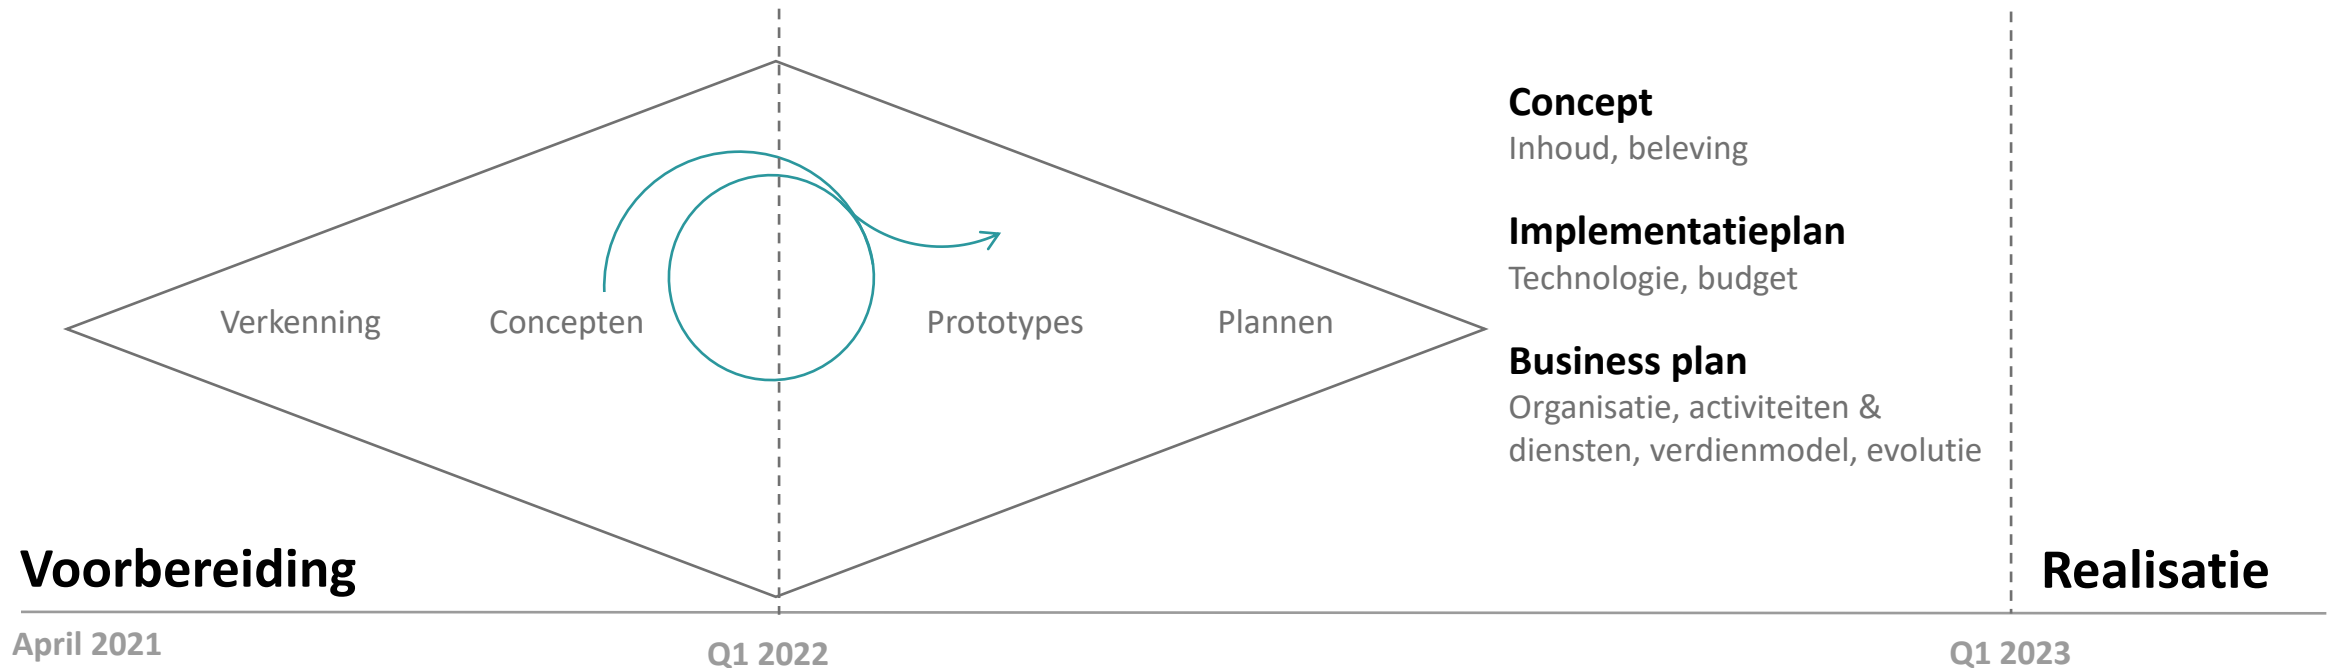 Concept
Inhoud, beleving
Implementatieplan
Technologie, budget
Verkenning
Concepten
Prototypes
Plannen
Business plan
Organisatie, activiteiten &
diensten, verdienmodel, evolutie
Voorbereiding
Realisatie
April 2021
Q1 2022
Q1 2023